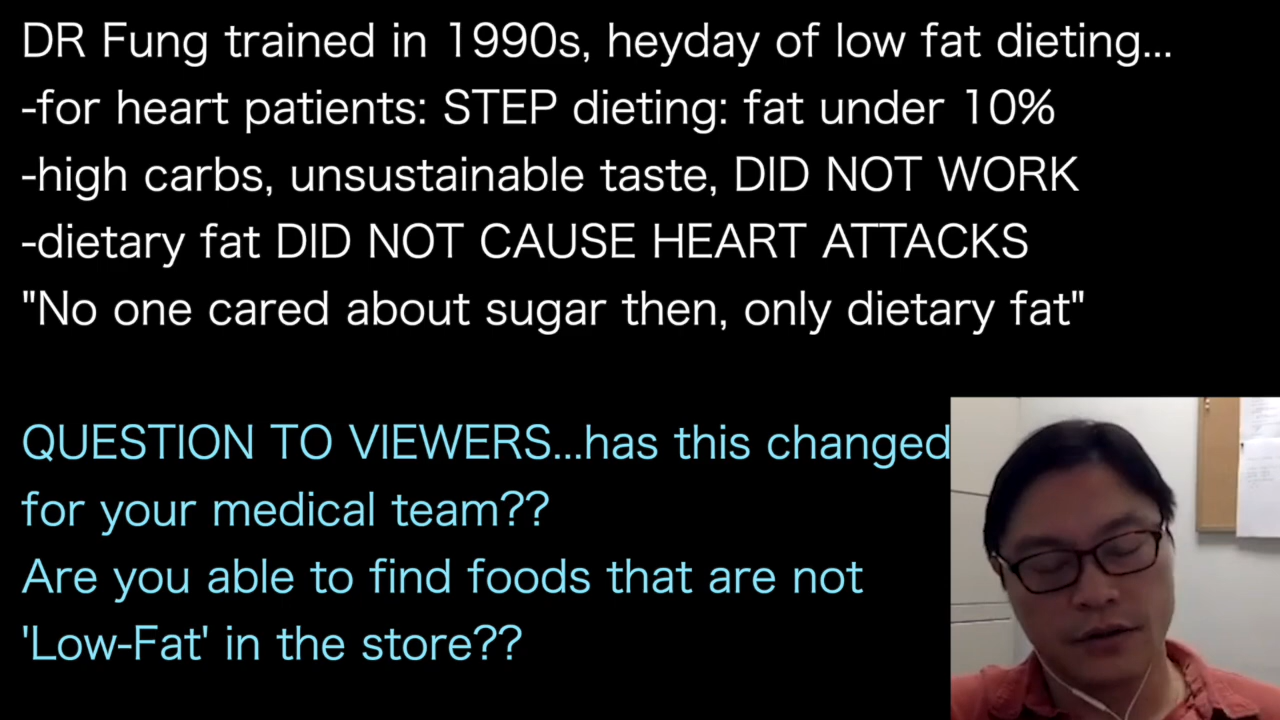 DR Fung trained in 1990s, heyday of low fat dieting...
-for heart patients: STEP dieting: fat under 10%
-high carbs, unsustainable taste, DID NOT WORK
-dietary fat DID NOT CAUSE HEART ATTACKS
"No one cared about sugar then, only dietary fat"
QUESTION TO VIEWERS...has this changed
for your medical team??
Are you able to find foods that are not
'Low-Fat' in the store??